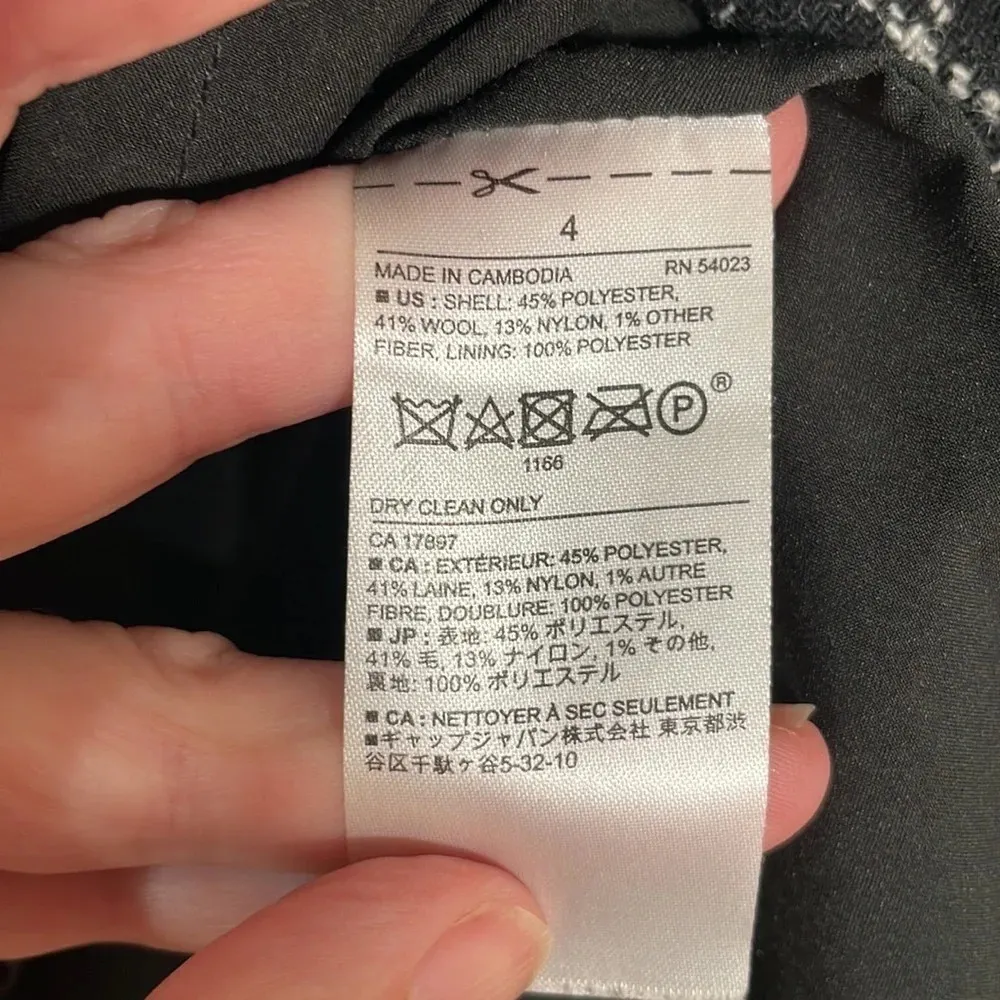 4
MADE IN CAMBODIA RN 54023
US : SHELL: 45% POLYESTER,
41% WOOL, 13% NYLON, 1% OTHER
FIBER, LINING: 100% POLYESTER
P ®
1166
DRY CLEAN ONLY
CA 17897
CA : EXTÉRIEUR: 45% POLYESTER,
41% LAINE, 13% NYLON, 1% AUTRE
FIBRE, DOUBLURE: 100% POLYESTER
JP : 表地: 45% ポリエステル,
41% 毛, 13% ナイロン, 1% その他,
裏地: 100% ポリエステル
CA : NETTOYER À SEC SEULEMENT
ギャップジャパン株式会社 東京都渋
谷区千駄ヶ谷5-32-10